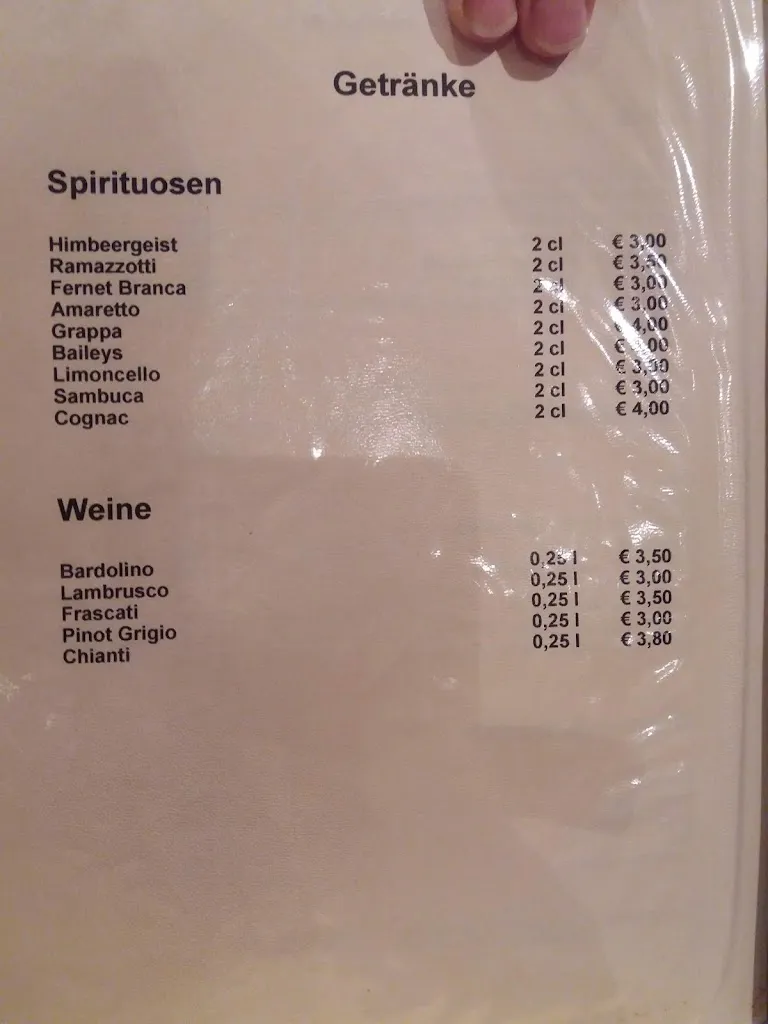 Getränke
Spirituosen
Himbeergeist 2 cl € 3,00
Ramazzotti 2 cl
Fernet Branca € 3,00
Amaretto 2 cl € 3,00
Grappa 2 cl 4,00
Baileys 2 cl €
Limoncello 2 cl €
Sambuca 2 cl € 3,00
Cognac 2 cl € 4,00
Weine
Bardolino € 3,50
Lambrusco 0,25 l € 3,00
Frascati 0,25 l € 3,50
Pinot Grigio 0,25 l € 3,00
Chianti 0,25 l € 3,80